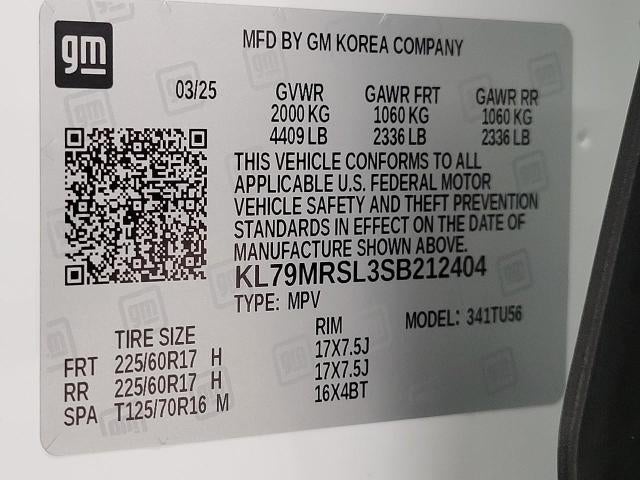 gm
MFD BY GM KOREA COMPANY
03/25 GVWR GAWR FRT GAWR RR
2000 KG 1060 KG 1060 KG
4409 LB 2336 LB 2336 LB
THIS VEHICLE CONFORMS TO ALL
APPLICABLE U.S. FEDERAL MOTOR
VEHICLE SAFETY AND THEFT PREVENTION
STANDARDS IN EFFECT ON THE DATE OF
MANUFACTURE SHOWN ABOVE.
KL79MRSL3SB212404
TYPE: MPV
MODEL: 341TU56
TIRE SIZE RIM
FRT 225/60R17 H 17X7.5J
RR 225/60R17 H 17X7.5J
SPA T125/70R16 M 16X4BT